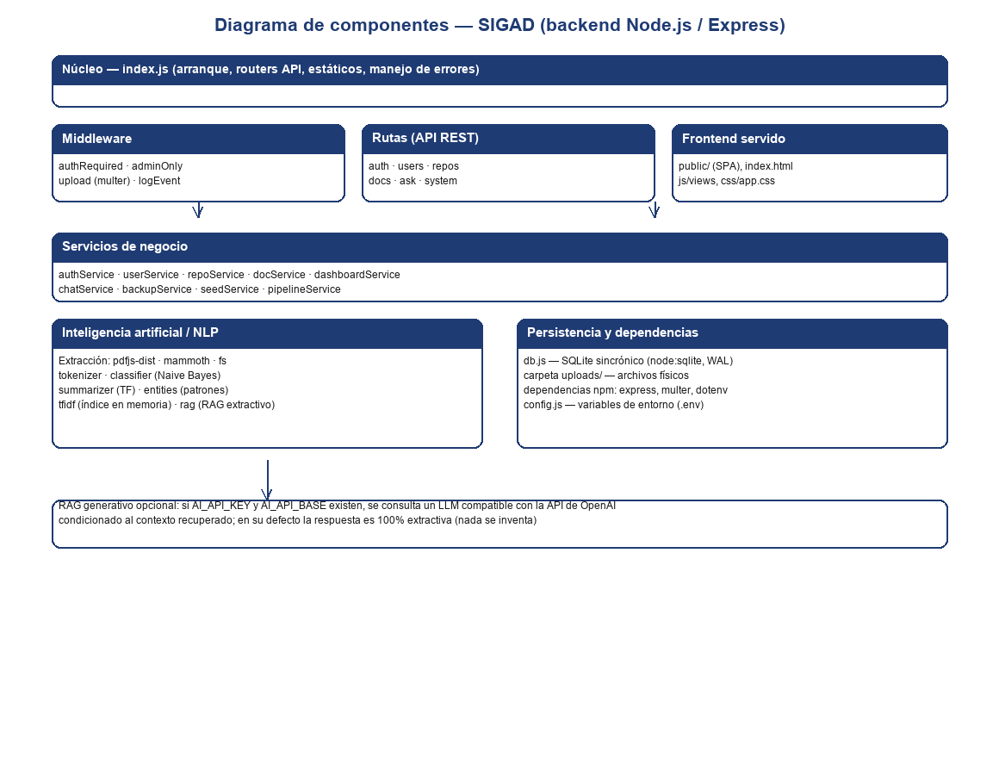 Diagrama de componentes — SIGAD (backend Node.js / Express)
Núcleo — index.js (arranque, routers API, estáticos, manejo de errores)
Middleware
authRequired · adminOnly
upload (multer) · logEvent
Rutas (API REST)
auth · users · repos
docs · ask · system
Frontend servido
public/ (SPA), index.html
js/views, css/app.css
Servicios de negocio
authService · userService · repoService · docService · dashboardService
chatService · backupService · seedService · pipelineService
Inteligencia artificial / NLP
Extracción: pdfjs-dist · mammoth · fs
tokenizer · classifier (Naive Bayes)
summarizer (TF) · entities (patrones)
tfidf (índice en memoria) · rag (RAG extractivo)
Persistencia y dependencias
db.js — SQLite sincrónico (node:sqlite, WAL)
carpeta uploads/ — archivos físicos
dependencias npm: express, multer, dotenv
config.js — variables de entorno (.env)
RAG generativo opcional: si AI_API_KEY y AI_API_BASE existen, se consulta un LLM compatible con la API de OpenAI
condicionado al contexto recuperado; en su defecto la respuesta es 100% extractiva (nada se inventa)